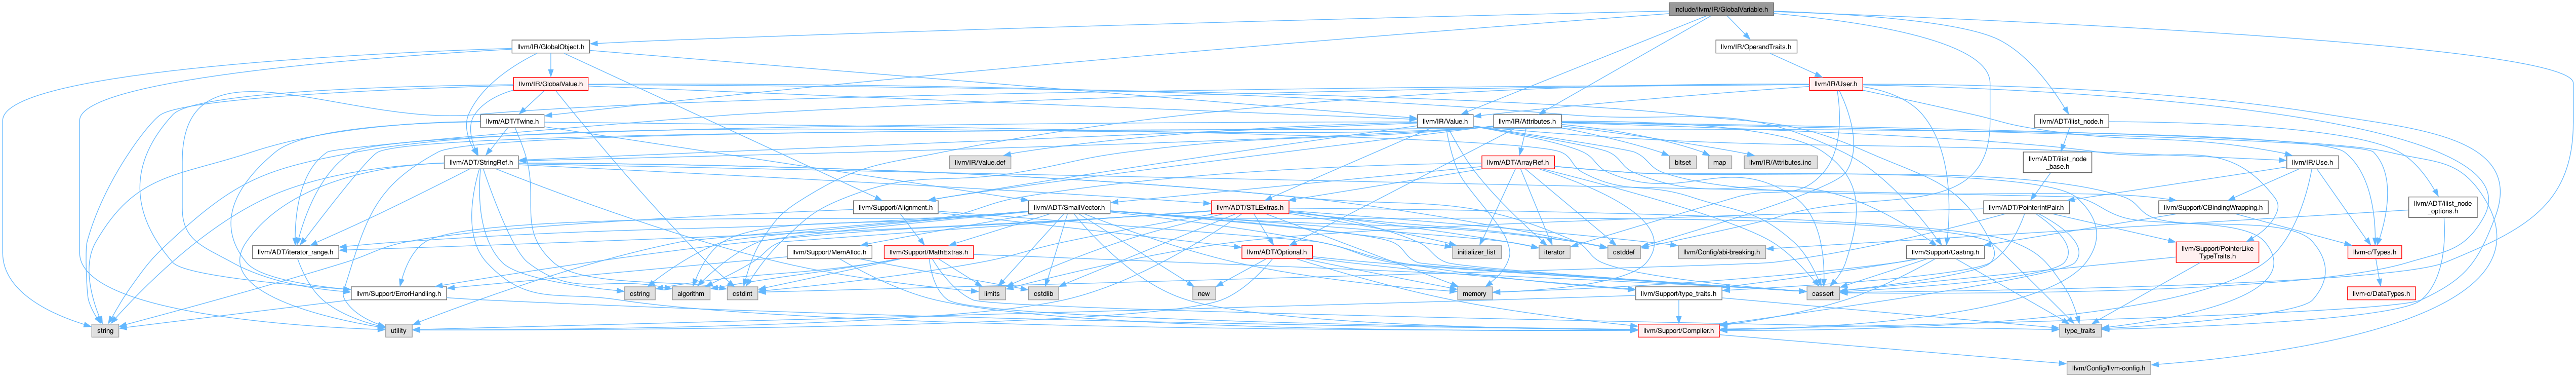 include/llvm/IR/GlobalVariable.h
llvm/IR/GlobalObject.h
llvm/IR/OperandTraits.h
llvm/IR/GlobalValue.h
llvm/IR/User.h
llvm/ADT/Twine.h
llvm/IR/Value.h
llvm/IR/Attributes.h
llvm/ADT/ilist_node.h
llvm/ADT/StringRef.h
llvm/IR/Value.def
llvm/ADT/ArrayRef.h
bitset
map
llvm/IR/Attributes.inc
llvm/ADT/ilist_node
_base.h
llvm/IR/Use.h
llvm/Support/Alignment.h
llvm/ADT/SmallVector.h
llvm/ADT/STLExtras.h
llvm/ADT/PointerIntPair.h
llvm/Support/CBindingWrapping.h
llvm/ADT/ilist_node
_options.h
llvm/ADT/iterator_range.h
llvm/Support/MemAlloc.h
llvm/Support/MathExtras.h
llvm/ADT/Optional.h
initializer_list
iterator
cstddef
llvm/Config/abi-breaking.h
llvm/Support/Casting.h
llvm/Support/PointerLike
TypeTraits.h
llvm-c/Types.h
llvm/Support/ErrorHandling.h
cstring
algorithm
cstdint
limits
cstdlib
new
memory
llvm/Support/type_traits.h
cassert
llvm-c/DataTypes.h
string
utility
llvm/Support/Compiler.h
type_traits
llvm/Config/llvm-config.h